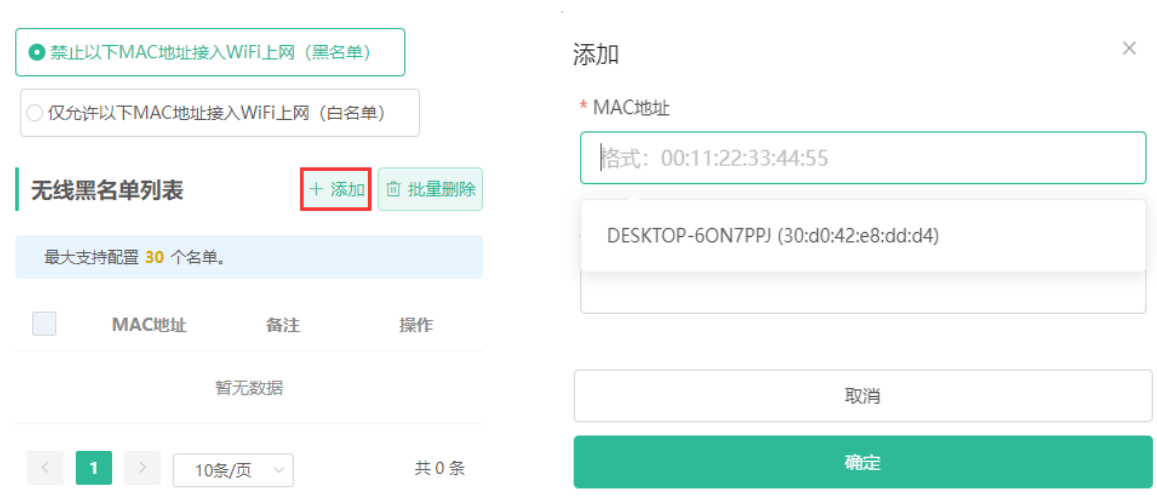 禁止以下MAC地址接入WiFi上网（黑名单）
仅允许以下MAC地址接入WiFi上网（白名单）
无线黑名单列表
+ 添加
批量删除
最大支持配置 30 个名单。
MAC地址 备注 操作
暂无数据
< 1 > 10条/页 共 0 条
添加
* MAC地址
格式：00:11:22:33:44:55
DESKTOP-6ON7PPJ (30:d0:42:e8:dd:d4)
取消
确定